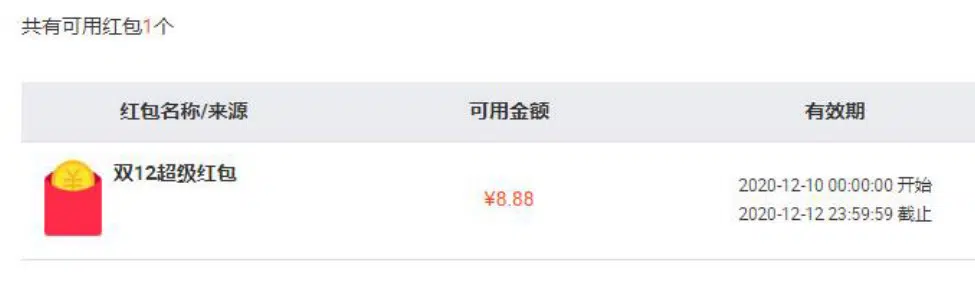 共有可用红包1个
红包名称/来源 可用金额 有效期
双12超级红包
¥
¥8.88
2020-12-10 00:00:00 开始
2020-12-12 23:59:59 截止